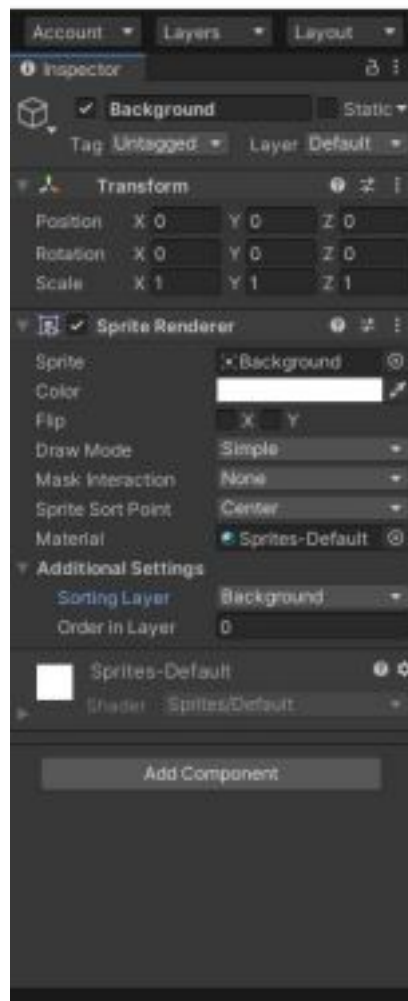 Account Layers Layout
Inspector
Background Static
Tag Untagged Layer Default
Transform
Position X 0 Y 0 Z 0
Rotation X 0 Y 0 Z 0
Scale X 1 Y 1 Z 1
Sprite Renderer
Sprite Background
Color
Flip X Y
Draw Mode Simple
Mask Interaction None
Sprite Sort Point Center
Material Sprites-Default
Additional Settings
Sorting Layer Background
Order in Layer 0
Sprites-Default
Shader Sprites/Default
Add Component